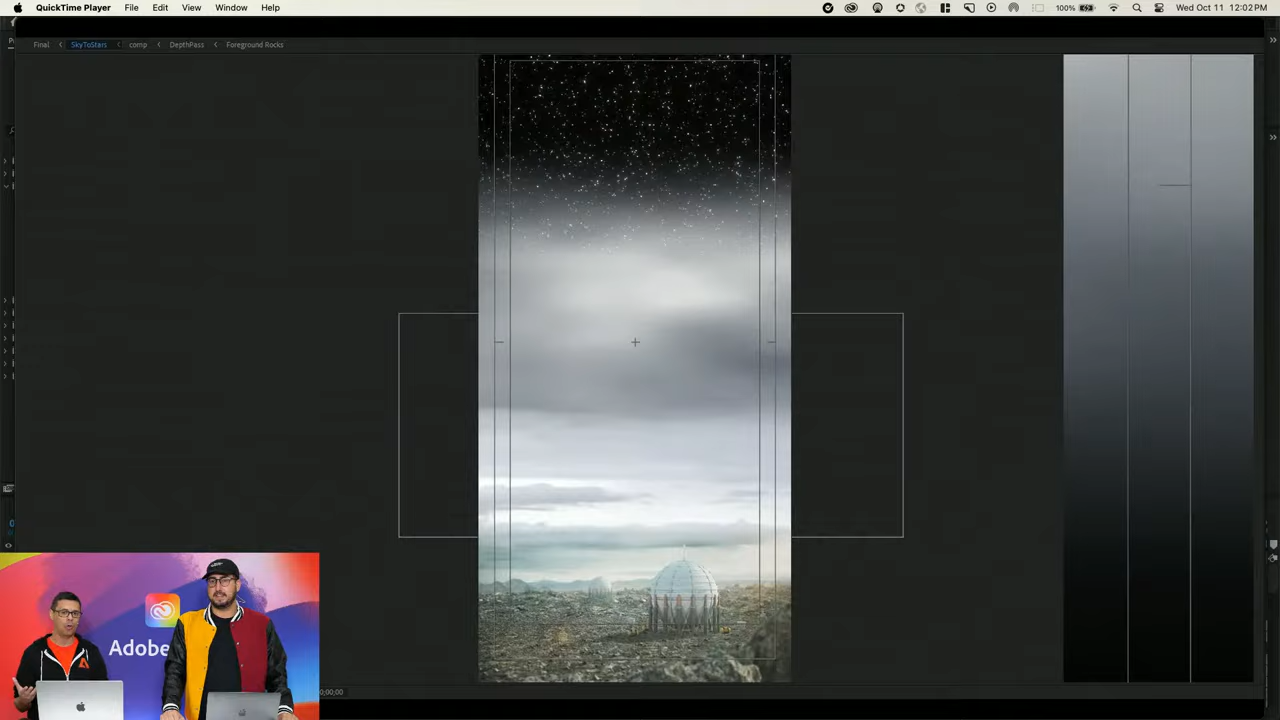 QuickTime Player File Edit View Window Help 100% Wed Oct 11 12:02 PM
Final SkyToStars comp DepthPass Foreground Rocks
Adobe